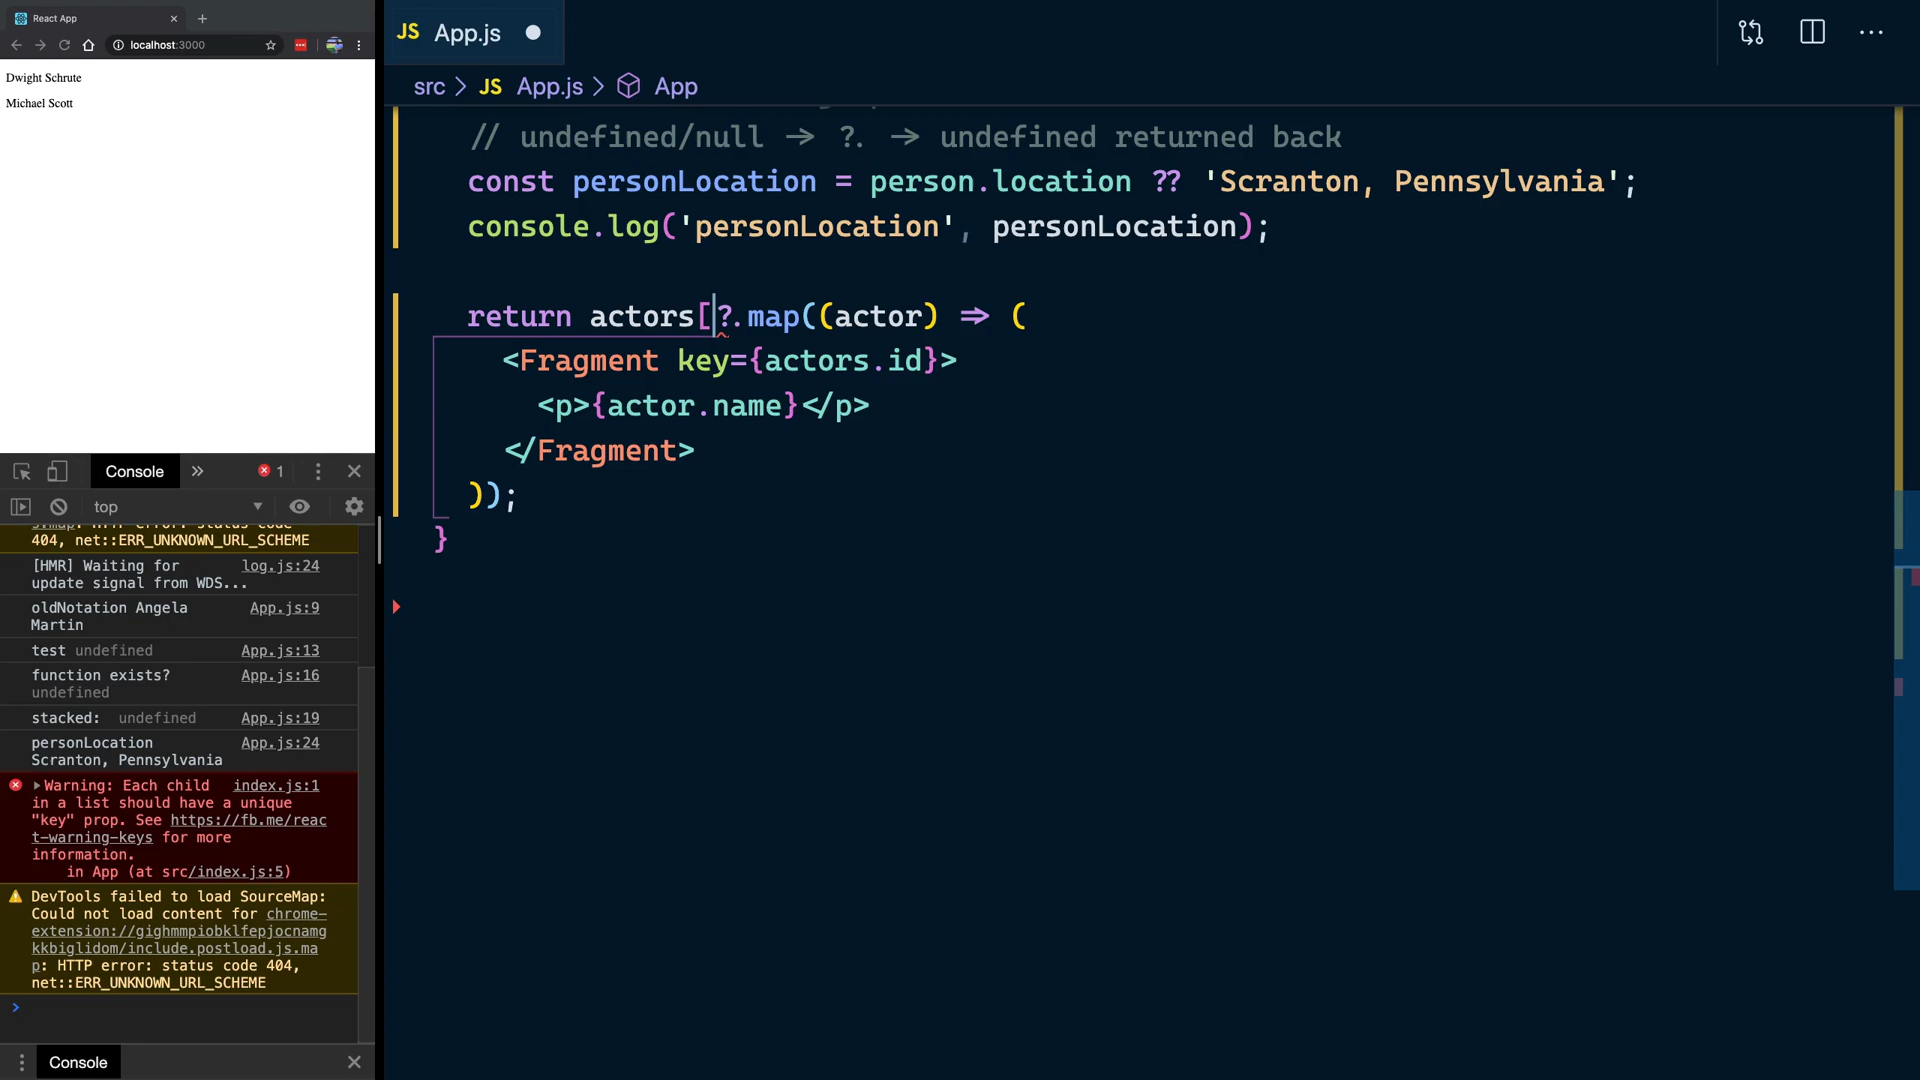 React App
localhost:3000
Dwight Schrute
Michael Scott
JS App.js
src > JS App.js > App
// undefined/null -> ?. -> undefined returned back
const personLocation = person.location ?? 'Scranton, Pennsylvania';
console.log('personLocation', personLocation);
return actors[?.map((actor) => (
<Fragment key={actors.id}>
<p>{actor.name}</p>
</Fragment>
));
}
Console » 1
top
404, net::ERR_UNKNOWN_URL_SCHEME
[HMR] Waiting for log.js:24
update signal from WDS...
oldNotation Angela App.js:9
Martin
test undefined App.js:13
function exists? App.js:16
undefined
stacked: undefined App.js:19
personLocation App.js:24
Scranton, Pennsylvania
Warning: Each child index.js:1
in a list should have a unique
"key" prop. See https://fb.me/reac
t-warning-keys for more
information.
in App (at src/index.js:5)
DevTools failed to load SourceMap:
Could not load content for chrome-
extension://gighmmpiobklfepjocnamg
kkbiglidom/include.postload.js.ma
p: HTTP error: status code 404,
net::ERR_UNKNOWN_URL_SCHEME
>
Console